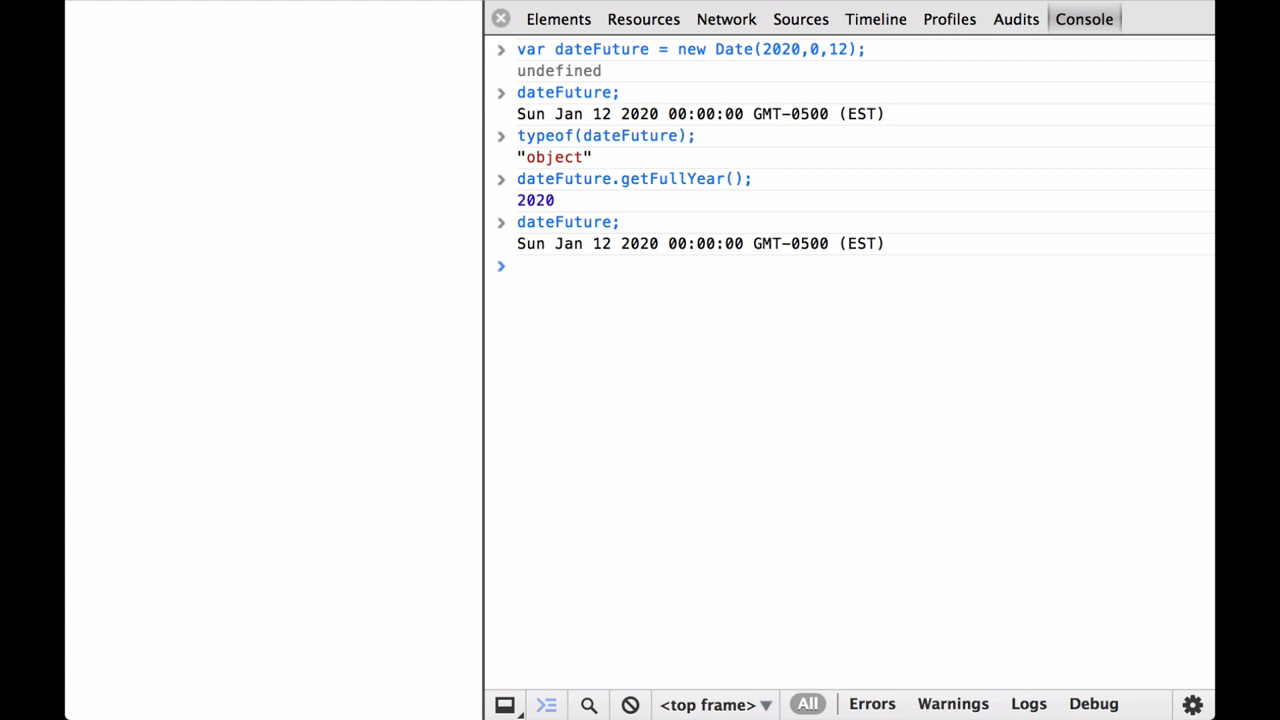 Elements Resources Network Sources Timeline Profiles Audits Console
> var dateFuture = new Date(2020,0,12);
undefined
> dateFuture;
Sun Jan 12 2020 00:00:00 GMT-0500 (EST)
> typeof(dateFuture);
"object"
> dateFuture.getFullYear();
2020
> dateFuture;
Sun Jan 12 2020 00:00:00 GMT-0500 (EST)
>
<top frame> All Errors Warnings Logs Debug